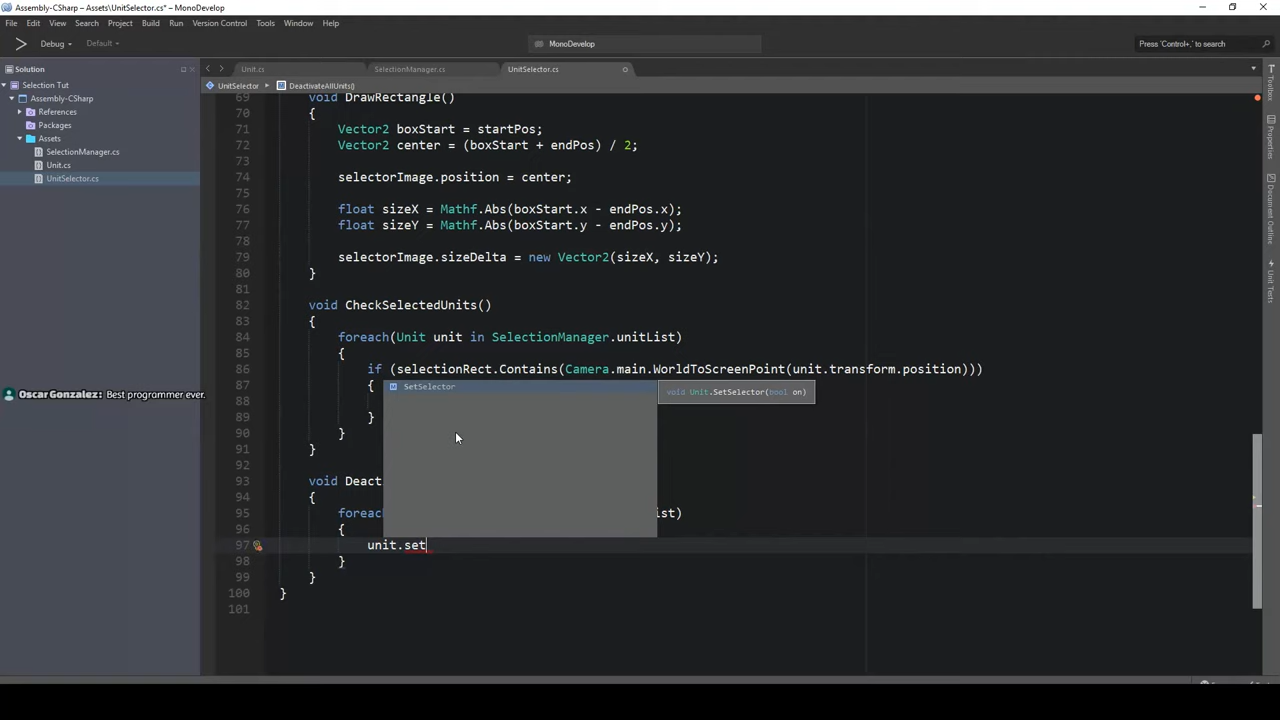 Assembly-CSharp – Assets\UnitSelector.cs* – MonoDevelop
File Edit View Search Project Build Run Version Control Tools Window Help
Debug Default MonoDevelop Press 'Control+,' to search
Solution
Unit.cs SelectionManager.cs UnitSelector.cs
Selection Tut
UnitSelector DeactivateAllUnits()
Assembly-CSharp
References
Packages
Assets
SelectionManager.cs
Unit.cs
UnitSelector.cs
Toolbox
Properties
Document Outline
Unit Tests
69 void DrawRectangle()
70 {
71 Vector2 boxStart = startPos;
72 Vector2 center = (boxStart + endPos) / 2;
73
74 selectorImage.position = center;
75
76 float sizeX = Mathf.Abs(boxStart.x - endPos.x);
77 float sizeY = Mathf.Abs(boxStart.y - endPos.y);
78
79 selectorImage.sizeDelta = new Vector2(sizeX, sizeY);
80 }
81
82 void CheckSelectedUnits()
83 {
84 foreach(Unit unit in SelectionManager.unitList)
85 {
86 if (selectionRect.Contains(Camera.main.WorldToScreenPoint(unit.transform.position)))
87 {
SetSelector void Unit.SetSelector(bool on)
Oscar Gonzalez: Best programmer ever.
88
89 }
90 }
91 }
92
93 void Deact
94 {
95 foreac ist)
96 {
97 unit.set
98 }
99 }
100 }
101